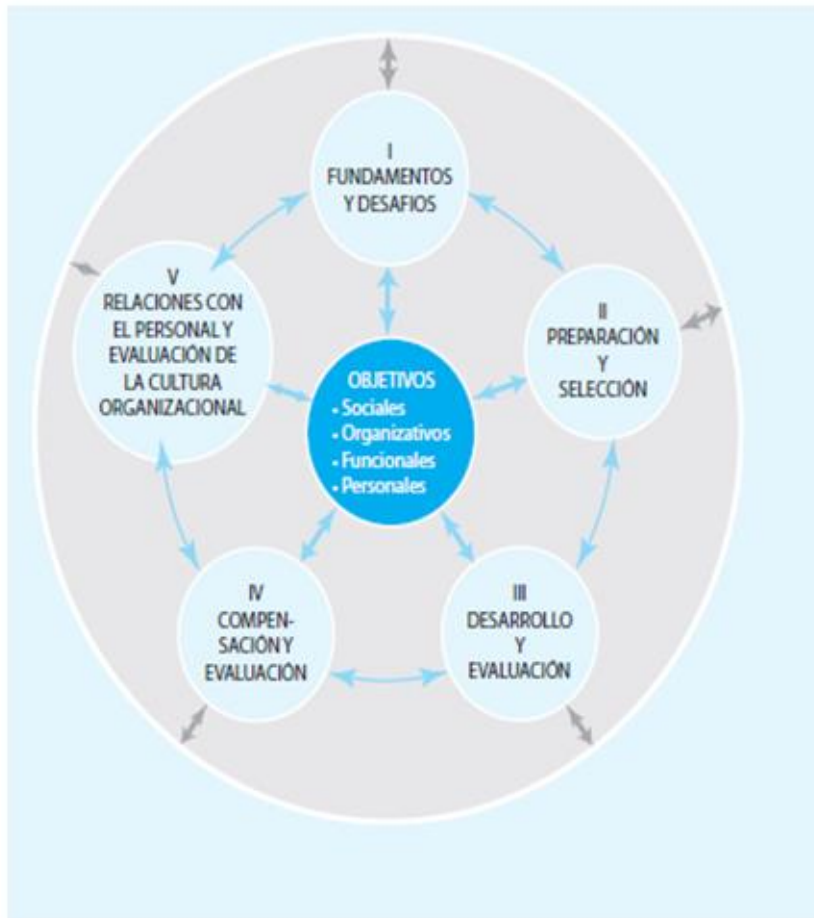 I
FUNDAMENTOS
Y DESAFIOS
II
PREPARACIÓN
Y
SELECCIÓN
III
DESARROLLO
Y
EVALUACIÓN
IV
COMPEN-
SACIÓN Y
EVALUACIÓN
V
RELACIONES CON
EL PERSONAL Y
EVALUACIÓN DE
LA CULTURA
ORGANIZACIONAL
OBJETIVOS
• Sociales
• Organizativos
• Funcionales
• Personales